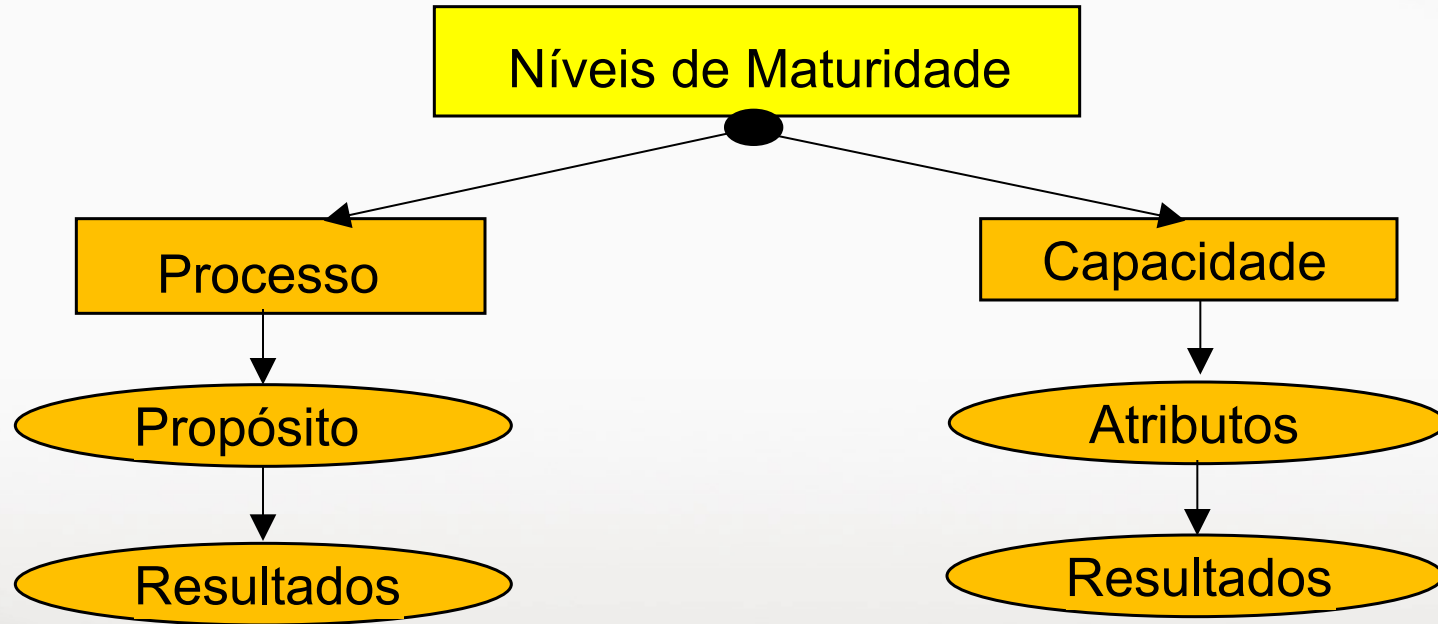 Níveis de Maturidade
Processo
Capacidade
Propósito
Atributos
Resultados
Resultados